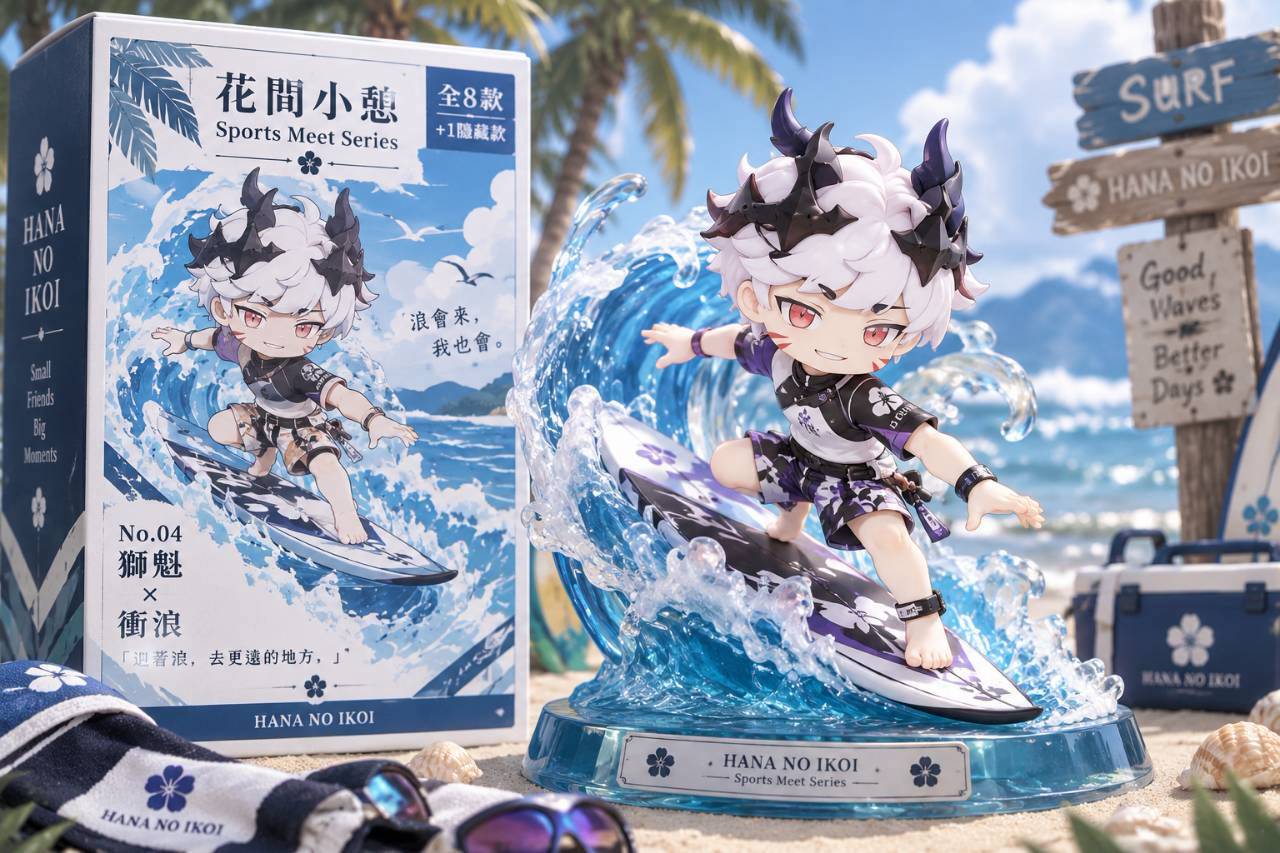 花間小憩
Sports Meet Series
全8款
+1隱藏款
HANA
NO
IKOI
Small
Friends
Big
Moments
浪會來，
我也會。
No.04
獅魁
×
衝浪
「迎著浪，去更遠的地方，」
HANA NO IKOI
SURF
HANA NO IKOI
Good
Waves
Better
Days
HANA NO IKOI
HANA NO IKOI
Sports Meet Series
HANA NO IKOI